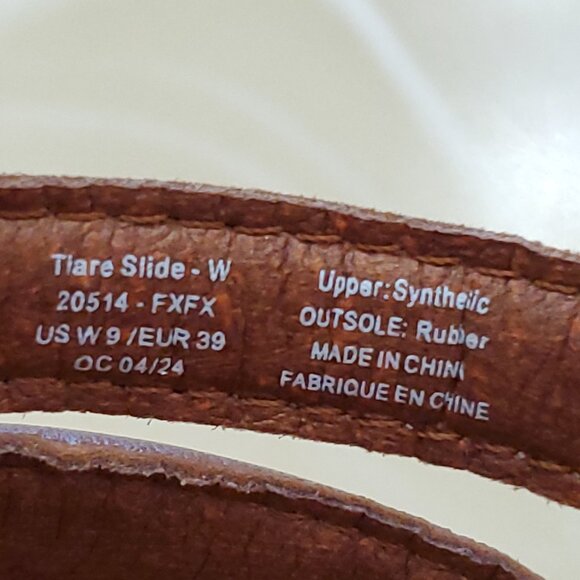 Tiare Slide - W
20514 - FXFX
US W 9 /EUR 39
OC 04/24
Upper: Synthetic
OUTSOLE: Rubber
MADE IN CHINA
FABRIQUE EN CHINE